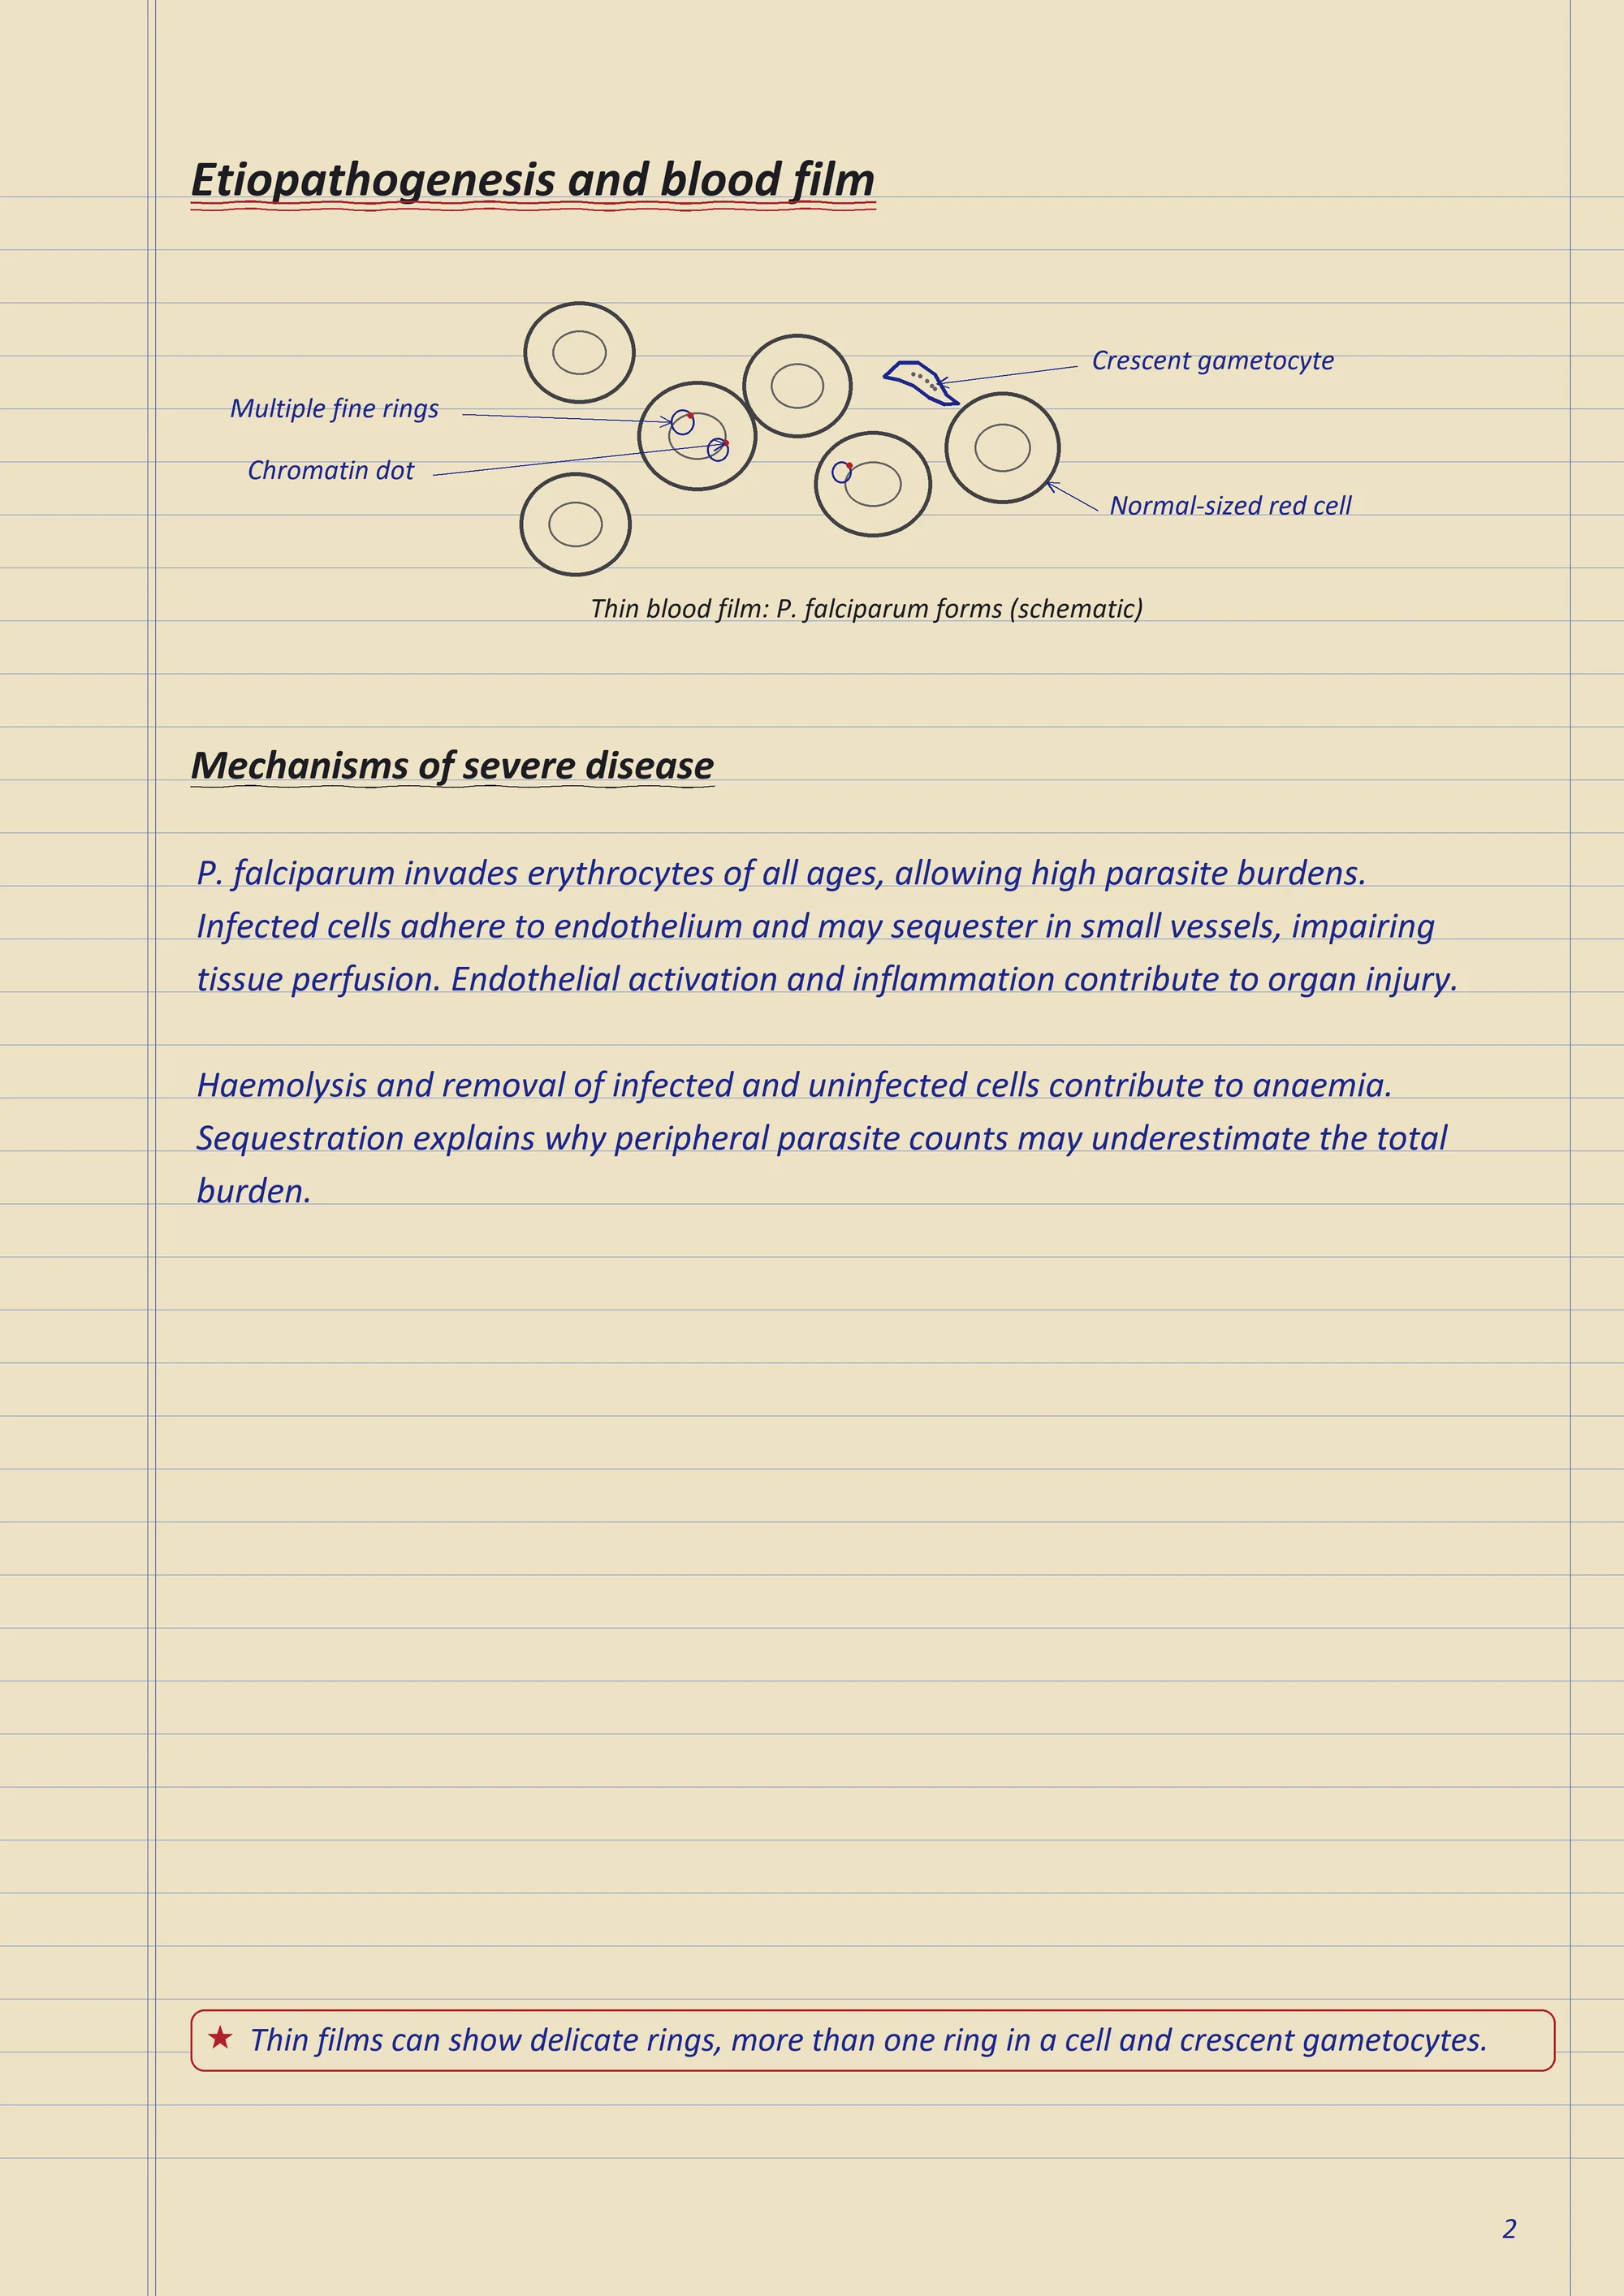 Etiopathogenesis and blood film
Crescent gametocyte
Multiple fine rings
Chromatin dot
Normal-sized red cell
Thin blood film: P. falciparum forms (schematic)
Mechanisms of severe disease
P. falciparum invades erythrocytes of all ages, allowing high parasite burdens.
Infected cells adhere to endothelium and may sequester in small vessels, impairing
tissue perfusion. Endothelial activation and inflammation contribute to organ injury.
Haemolysis and removal of infected and uninfected cells contribute to anaemia.
Sequestration explains why peripheral parasite counts may underestimate the total
burden.
★ Thin films can show delicate rings, more than one ring in a cell and crescent gametocytes.
2